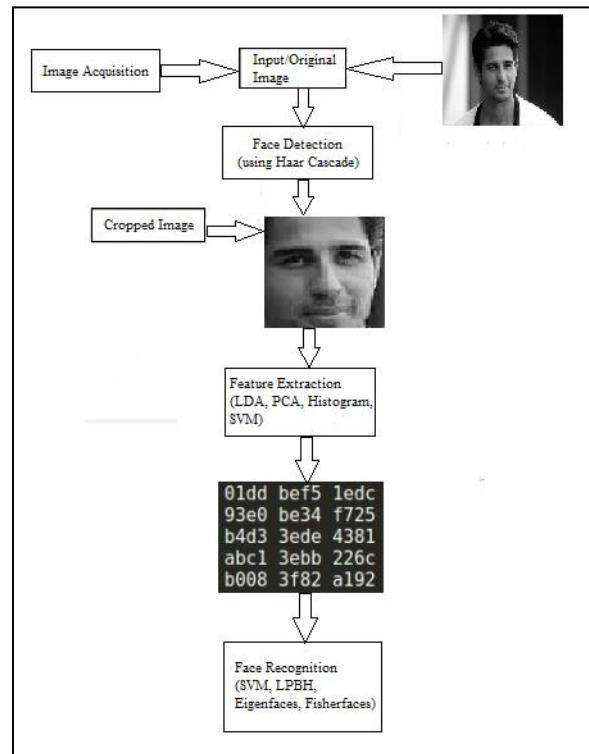 Image Acquisition
Input/Original
Image
Face Detection
(using Haar Cascade)
Cropped Image
Feature Extraction
(LDA, PCA, Histogram,
SVM)
01dd bef5 1edc
93e0 be34 f725
b4d3 3ede 4381
abc1 3ebb 226c
b008 3f82 a192
Face Recognition
(SVM, LPBH,
Eigenfaces, Fisherfaces)